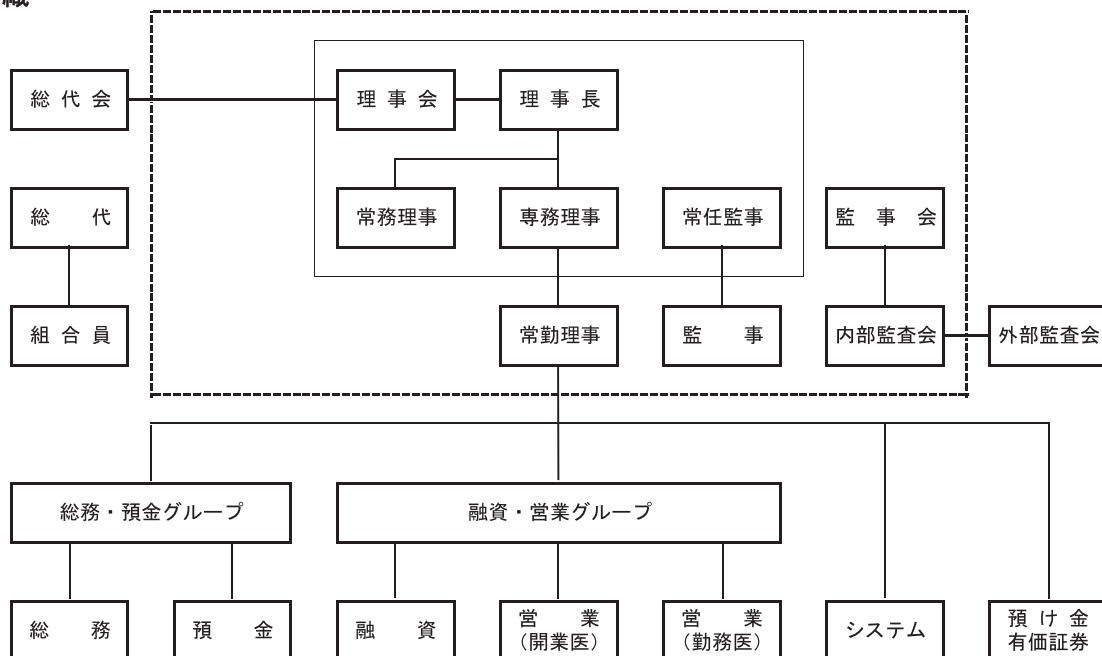 総代会
理事会
理事長
総代
常務理事
専務理事
常任監事
監事会
組合員
常勤理事
監事
内部監査会
外部監査会
総務・預金グループ
融資・営業グループ
総務
預金
融資
営業
(開業医)
営業
(勤務医)
システム
預け金
有価証券